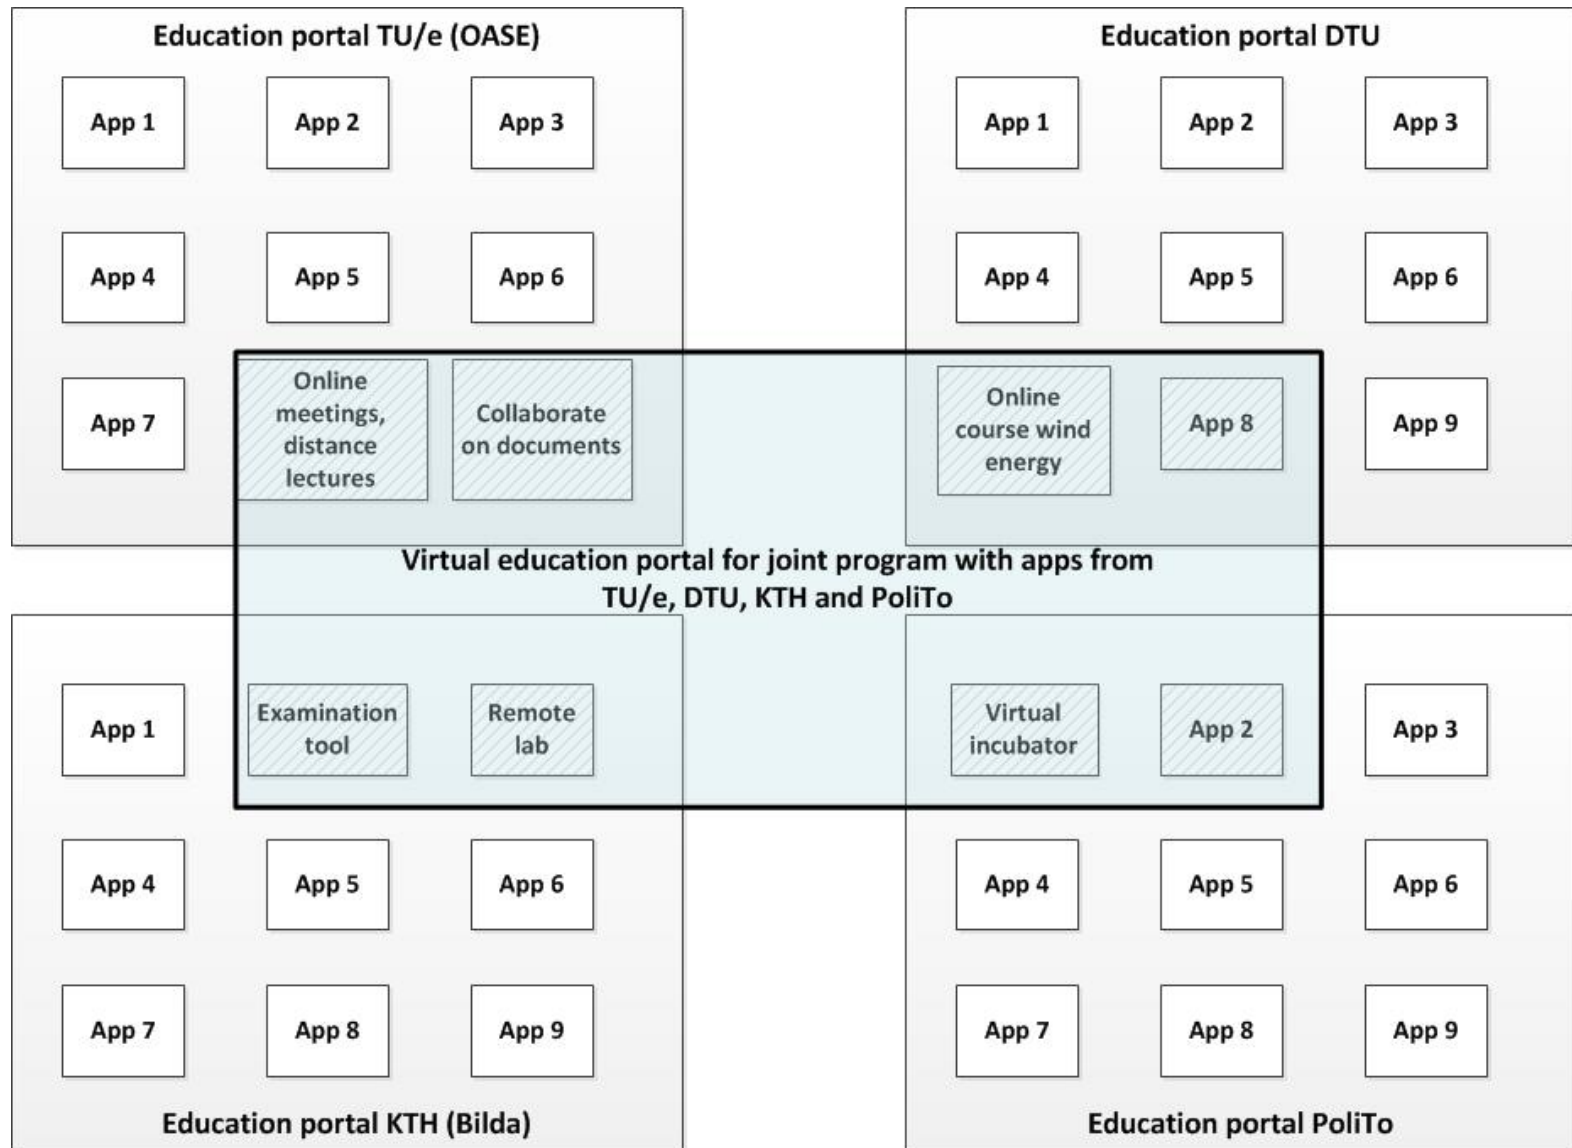 Education portal TU/e (OASE)
App 1
App 2
App 3
App 4
App 5
App 6
App 7
Online
meetings,
distance
lectures
Collaborate
on documents
Education portal DTU
App 1
App 2
App 3
App 4
App 5
App 6
Online
course wind
energy
App 8
App 9
Virtual education portal for joint program with apps from
TU/e, DTU, KTH and PoliTo
App 1
Examination
tool
Remote
lab
App 4
App 5
App 6
App 7
App 8
App 9
Education portal KTH (Bilda)
Virtual
incubator
App 2
App 3
App 4
App 5
App 6
App 7
App 8
App 9
Education portal PoliTo